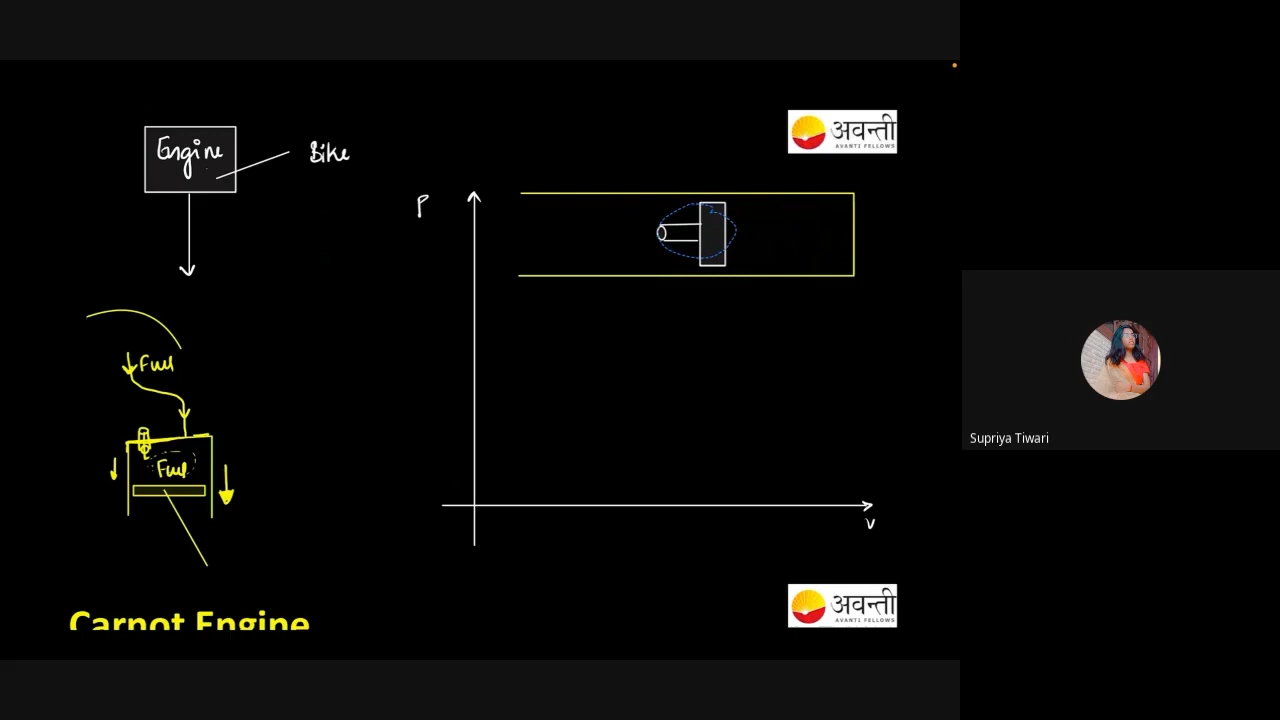 Engine
Bike
अवन्ती
AVANTI FELLOWS
P
Fuel
Fuel
Supriya Tiwari
v
अवन्ती
AVANTI FELLOWS
Carnot Engine